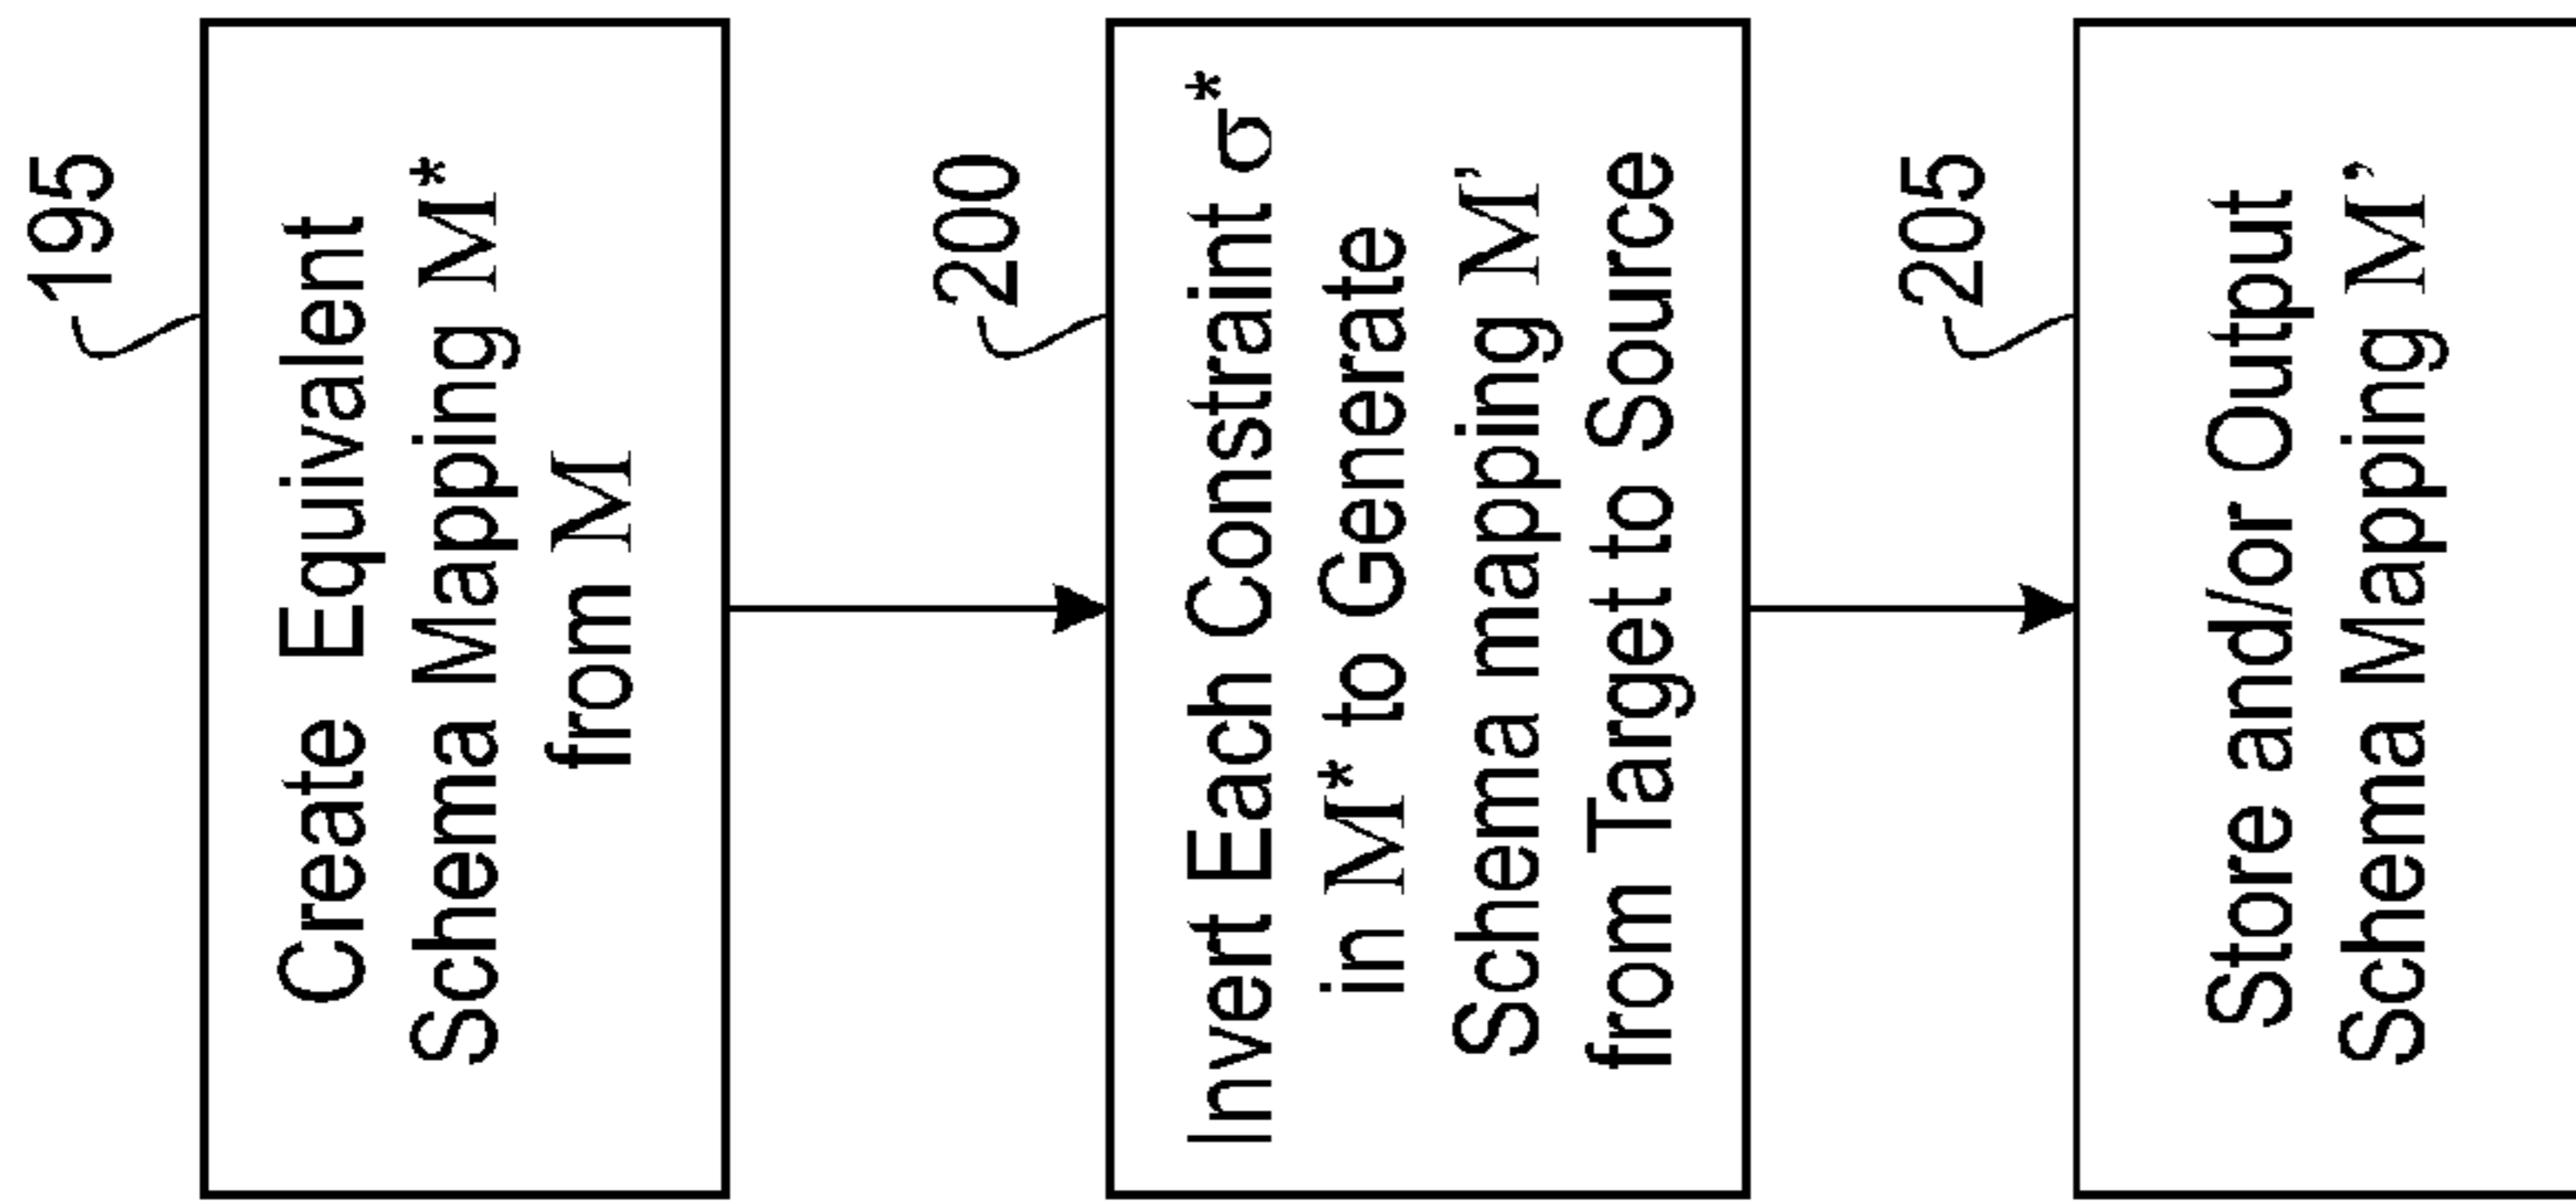 195
Create Equivalent
Schema Mapping M*
from M
200
Invert Each Constraint σ*
in M* to Generate
Schema mapping M'
from Target to Source
205
Store and/or Output
Schema Mapping M'